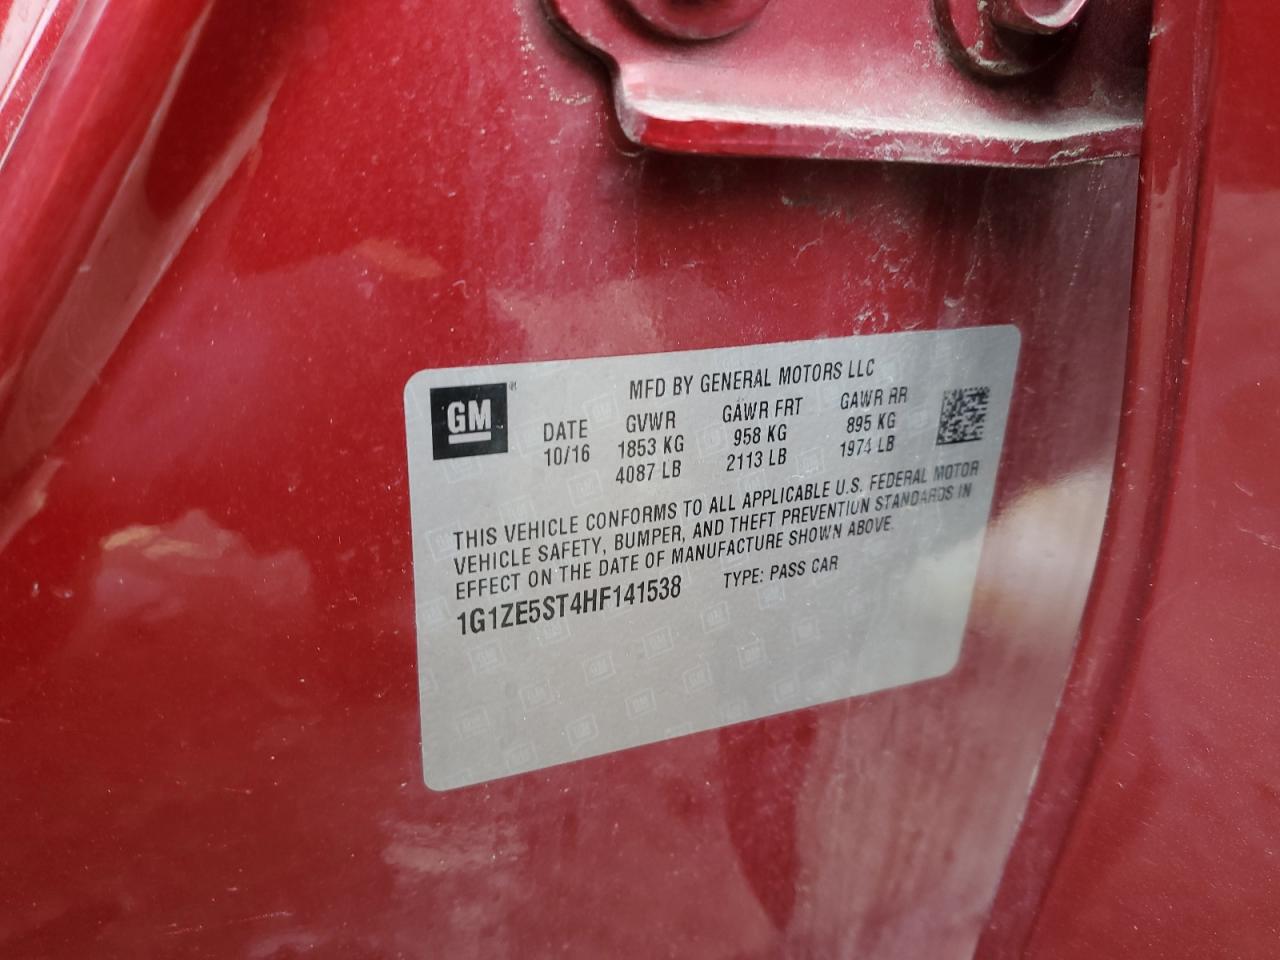 GM
MFD BY GENERAL MOTORS LLC
DATE GVWR GAWR FRT GAWR RR
10/16 1853 KG 958 KG 895 KG
4087 LB 2113 LB 1974 LB
THIS VEHICLE CONFORMS TO ALL APPLICABLE U.S. FEDERAL MOTOR
VEHICLE SAFETY, BUMPER, AND THEFT PREVENTION STANDARDS IN
EFFECT ON THE DATE OF MANUFACTURE SHOWN ABOVE.
1G1ZE5ST4HF141538 TYPE: PASS CAR